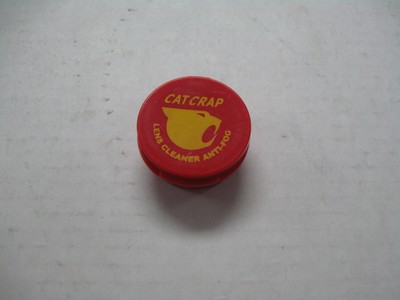 CAT CRAP
LENS CLEANER ANTI-FOG